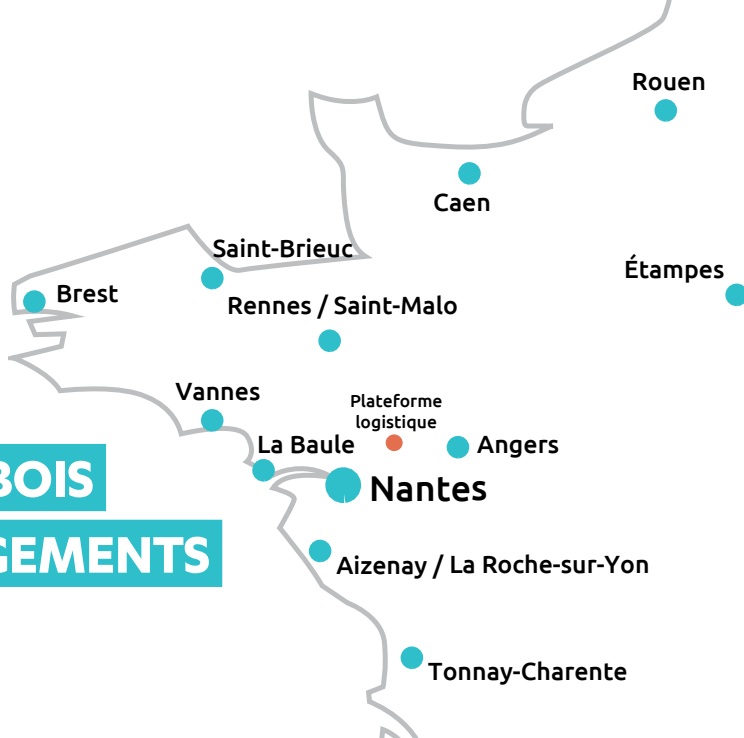 Rouen
Caen
Saint-Brieuc
Étampes
Brest
Rennes / Saint-Malo
Vannes
Plateforme
logistique
La Baule
Angers
BOIS
Nantes
GEMENTS
Aizenay / La Roche-sur-Yon
Tonnay-Charente